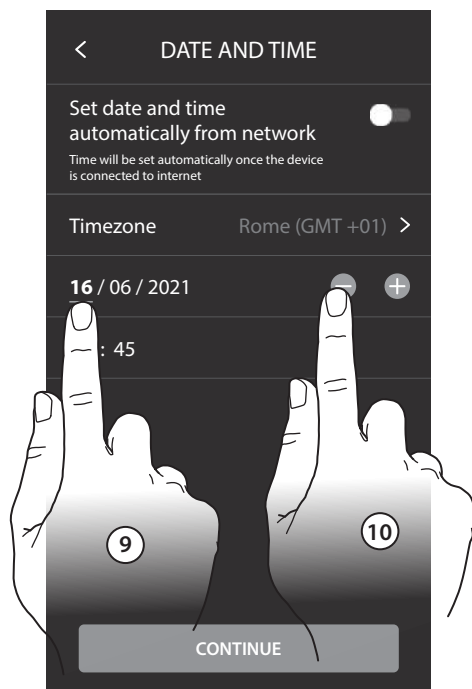 < DATE AND TIME
Set date and time
automatically from network
Time will be set automatically once the device
is connected to internet
Timezone Rome (GMT +01) >
16 / 06 / 2021 − +
: 45
9
10
CONTINUE